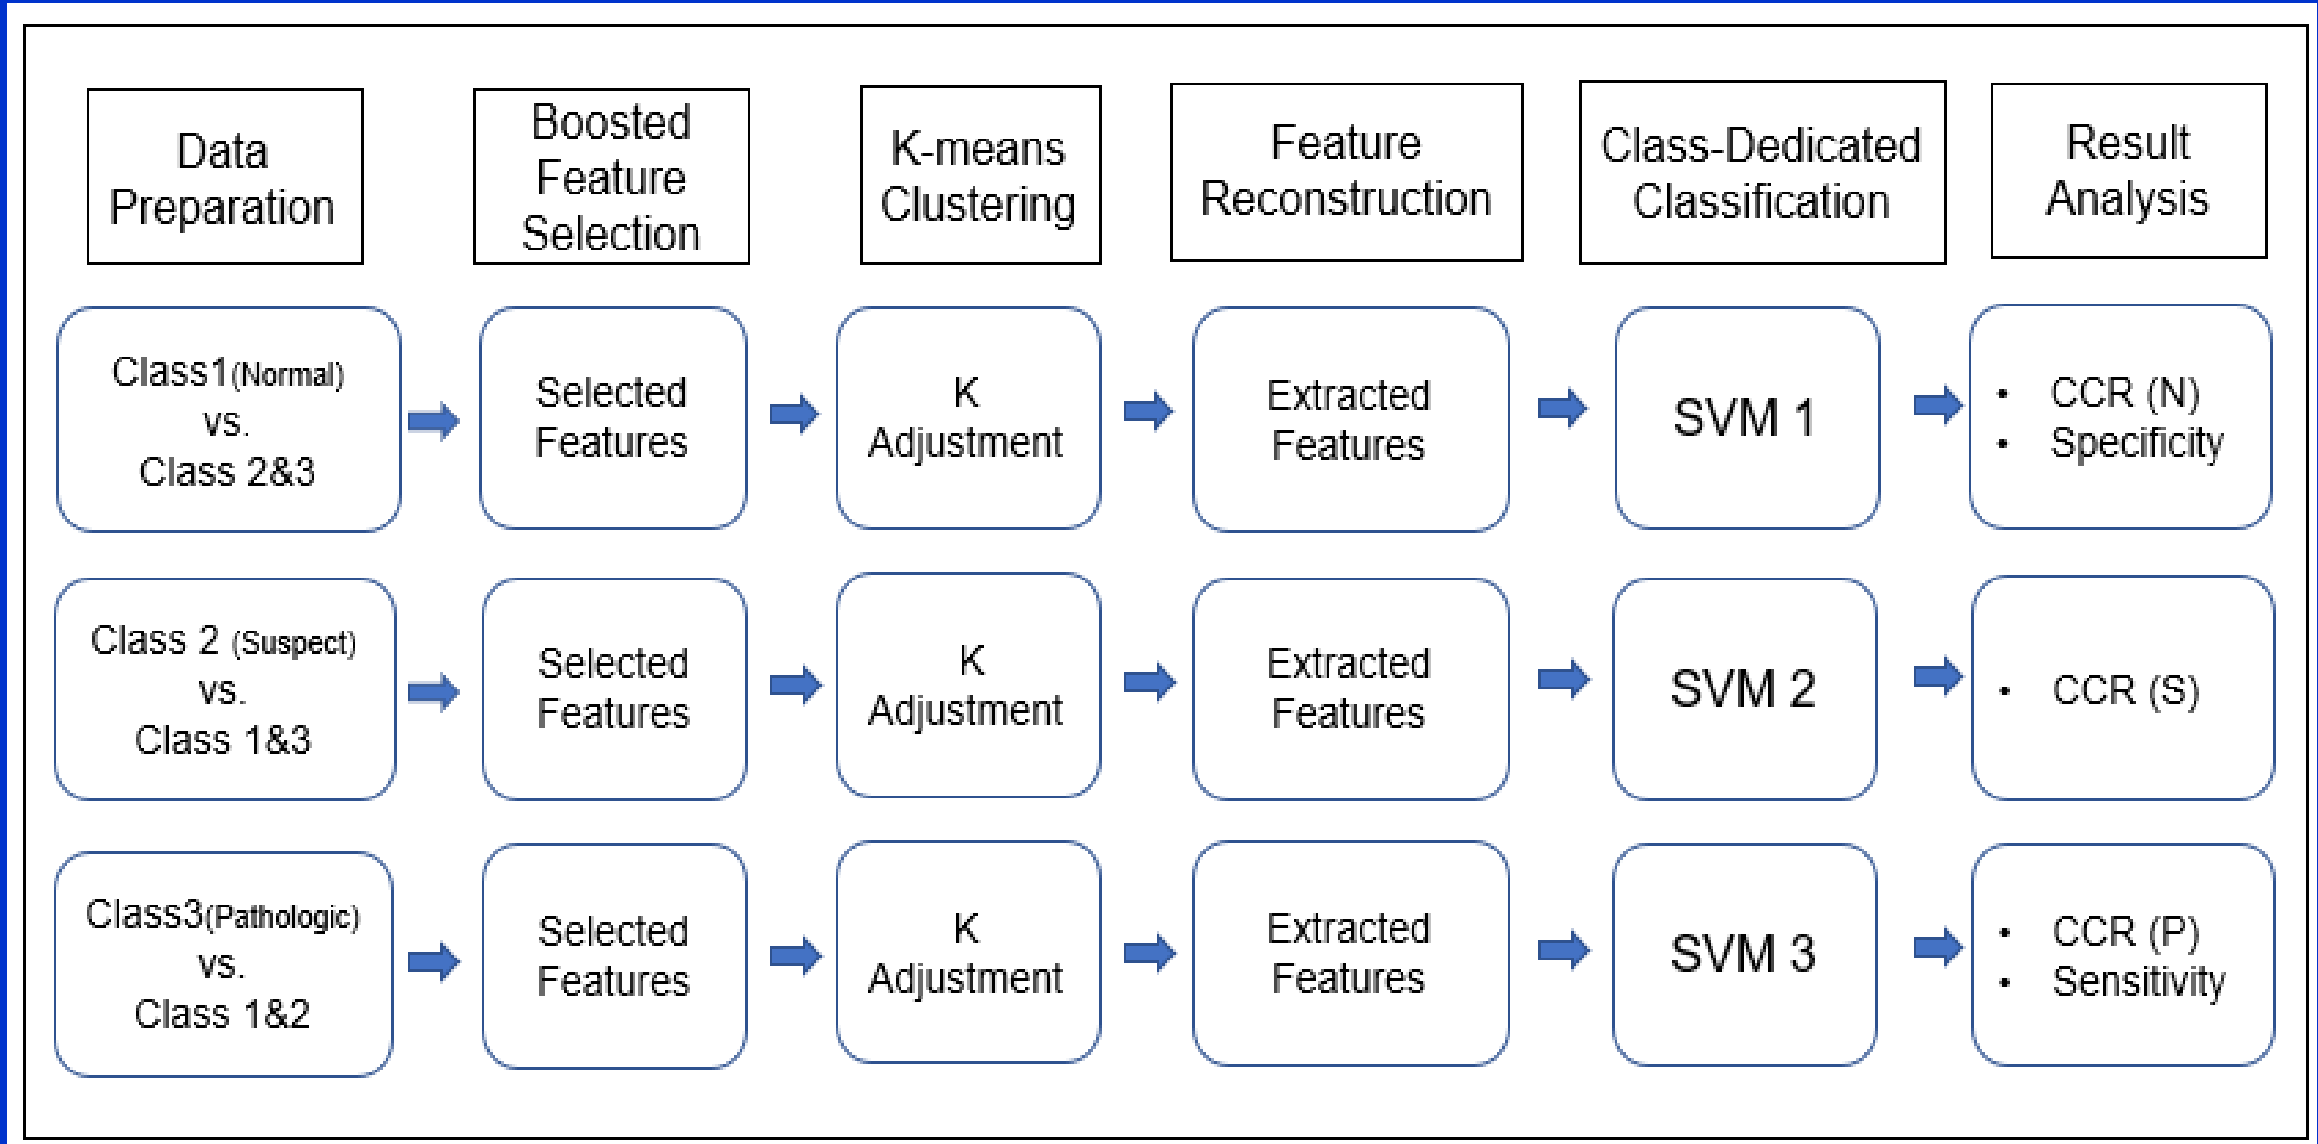 Data
Preparation
Boosted
Feature
Selection
K-means
Clustering
Feature
Reconstruction
Class-Dedicated
Classification
Result
Analysis
Class1(Normal)
vs.
Class 2&3
Selected
Features
K
Adjustment
Extracted
Features
SVM 1
• CCR (N)
• Specificity
Class 2 (Suspect)
vs.
Class 1&3
Selected
Features
K
Adjustment
Extracted
Features
SVM 2
• CCR (S)
Class3(Pathologic)
vs.
Class 1&2
Selected
Features
K
Adjustment
Extracted
Features
SVM 3
• CCR (P)
• Sensitivity